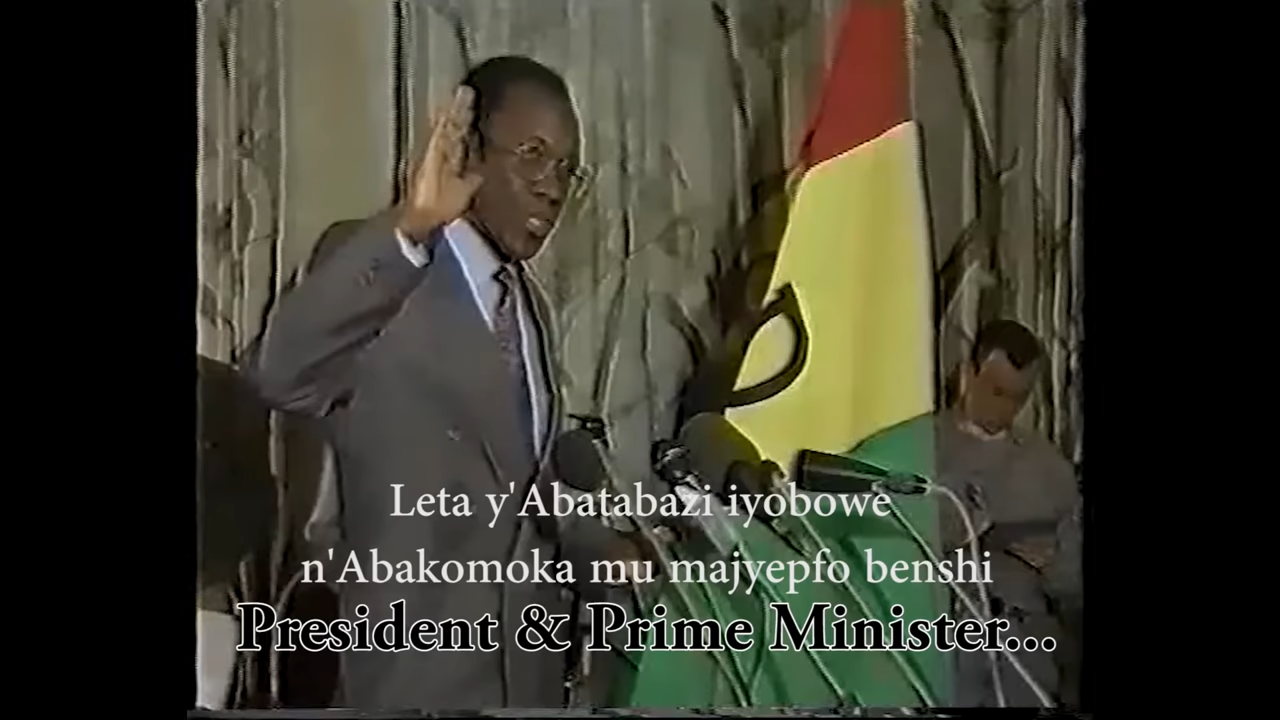 Leta y'Abatabazi iyobowe
n'Abakomoka mu majyepfo benshi
President & Prime Minister...